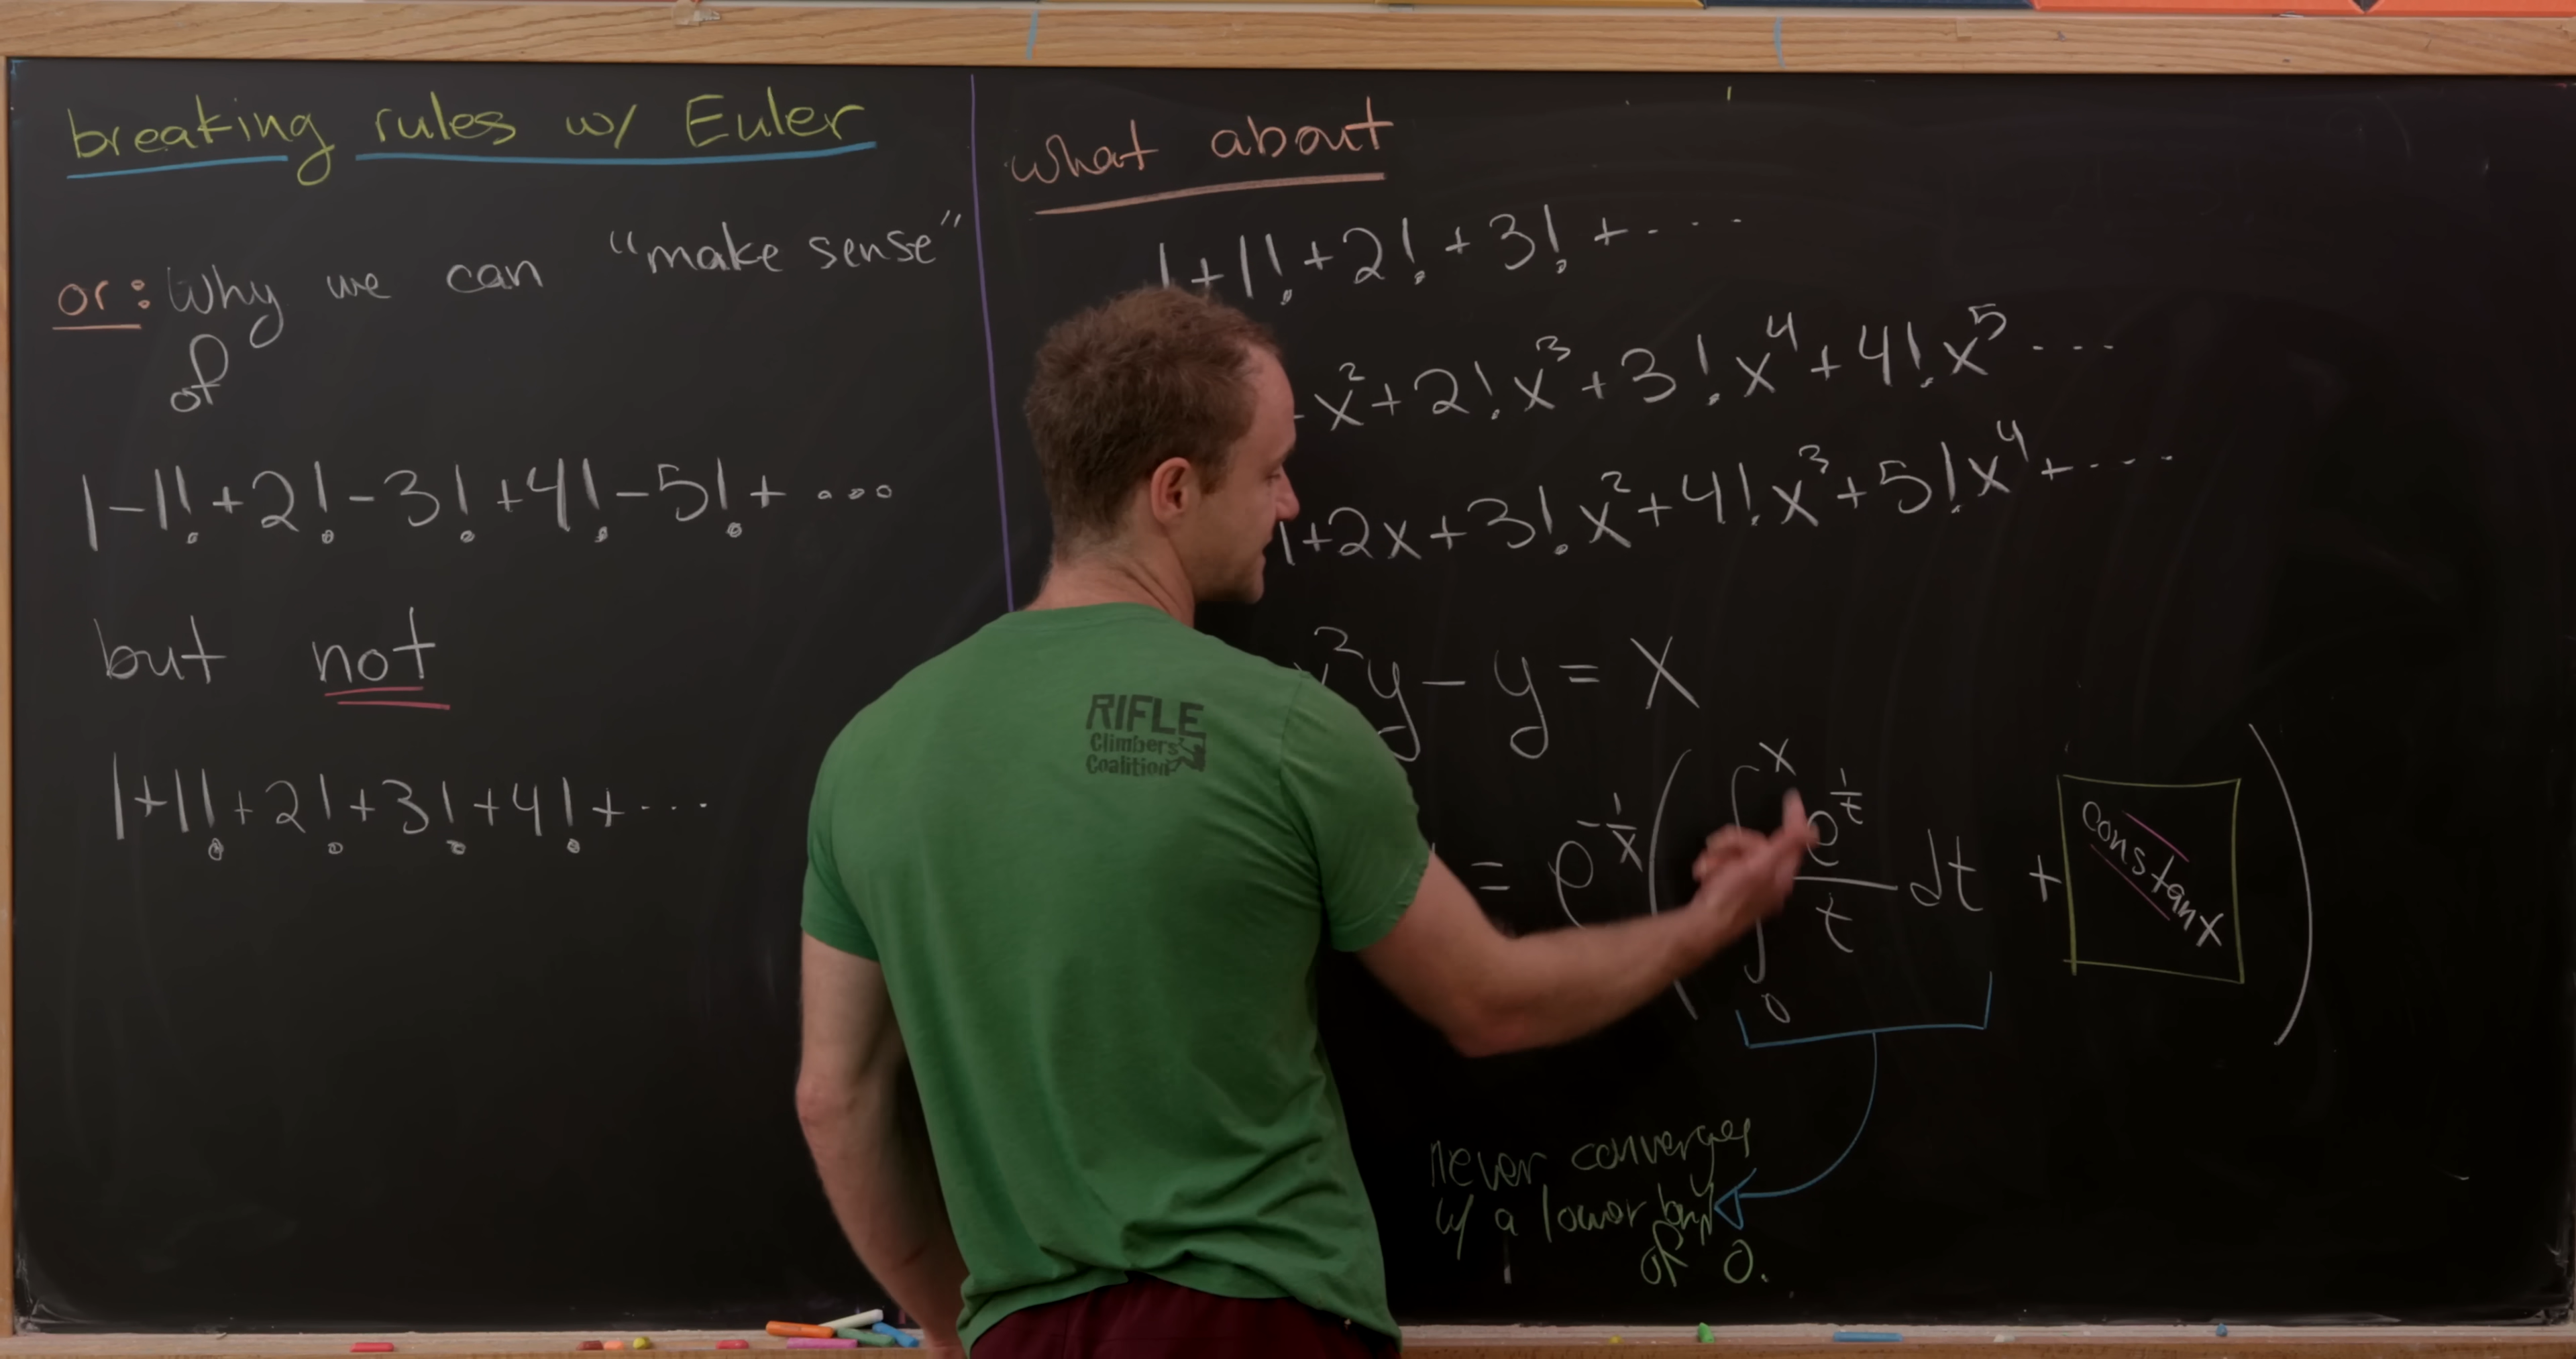 breaking rules w/ Euler
or: Why we can "make sense"
of
1-1!+2!-3!+4!-5!+...
but not
1+1!+2!+3!+4!+...
what about
1+1!+2!+3!+...
x²+2!x³+3!x⁴+4!x⁵...
1+2x+3!x²+4!x³+5!x⁴+...
²y-y=x
= e^(-1/x) ( ∫₀ˣ e^(1/t)/t dt + constant )
never converges
w/ a lower
of 0.
RIFLE
Climbers'
Coalition